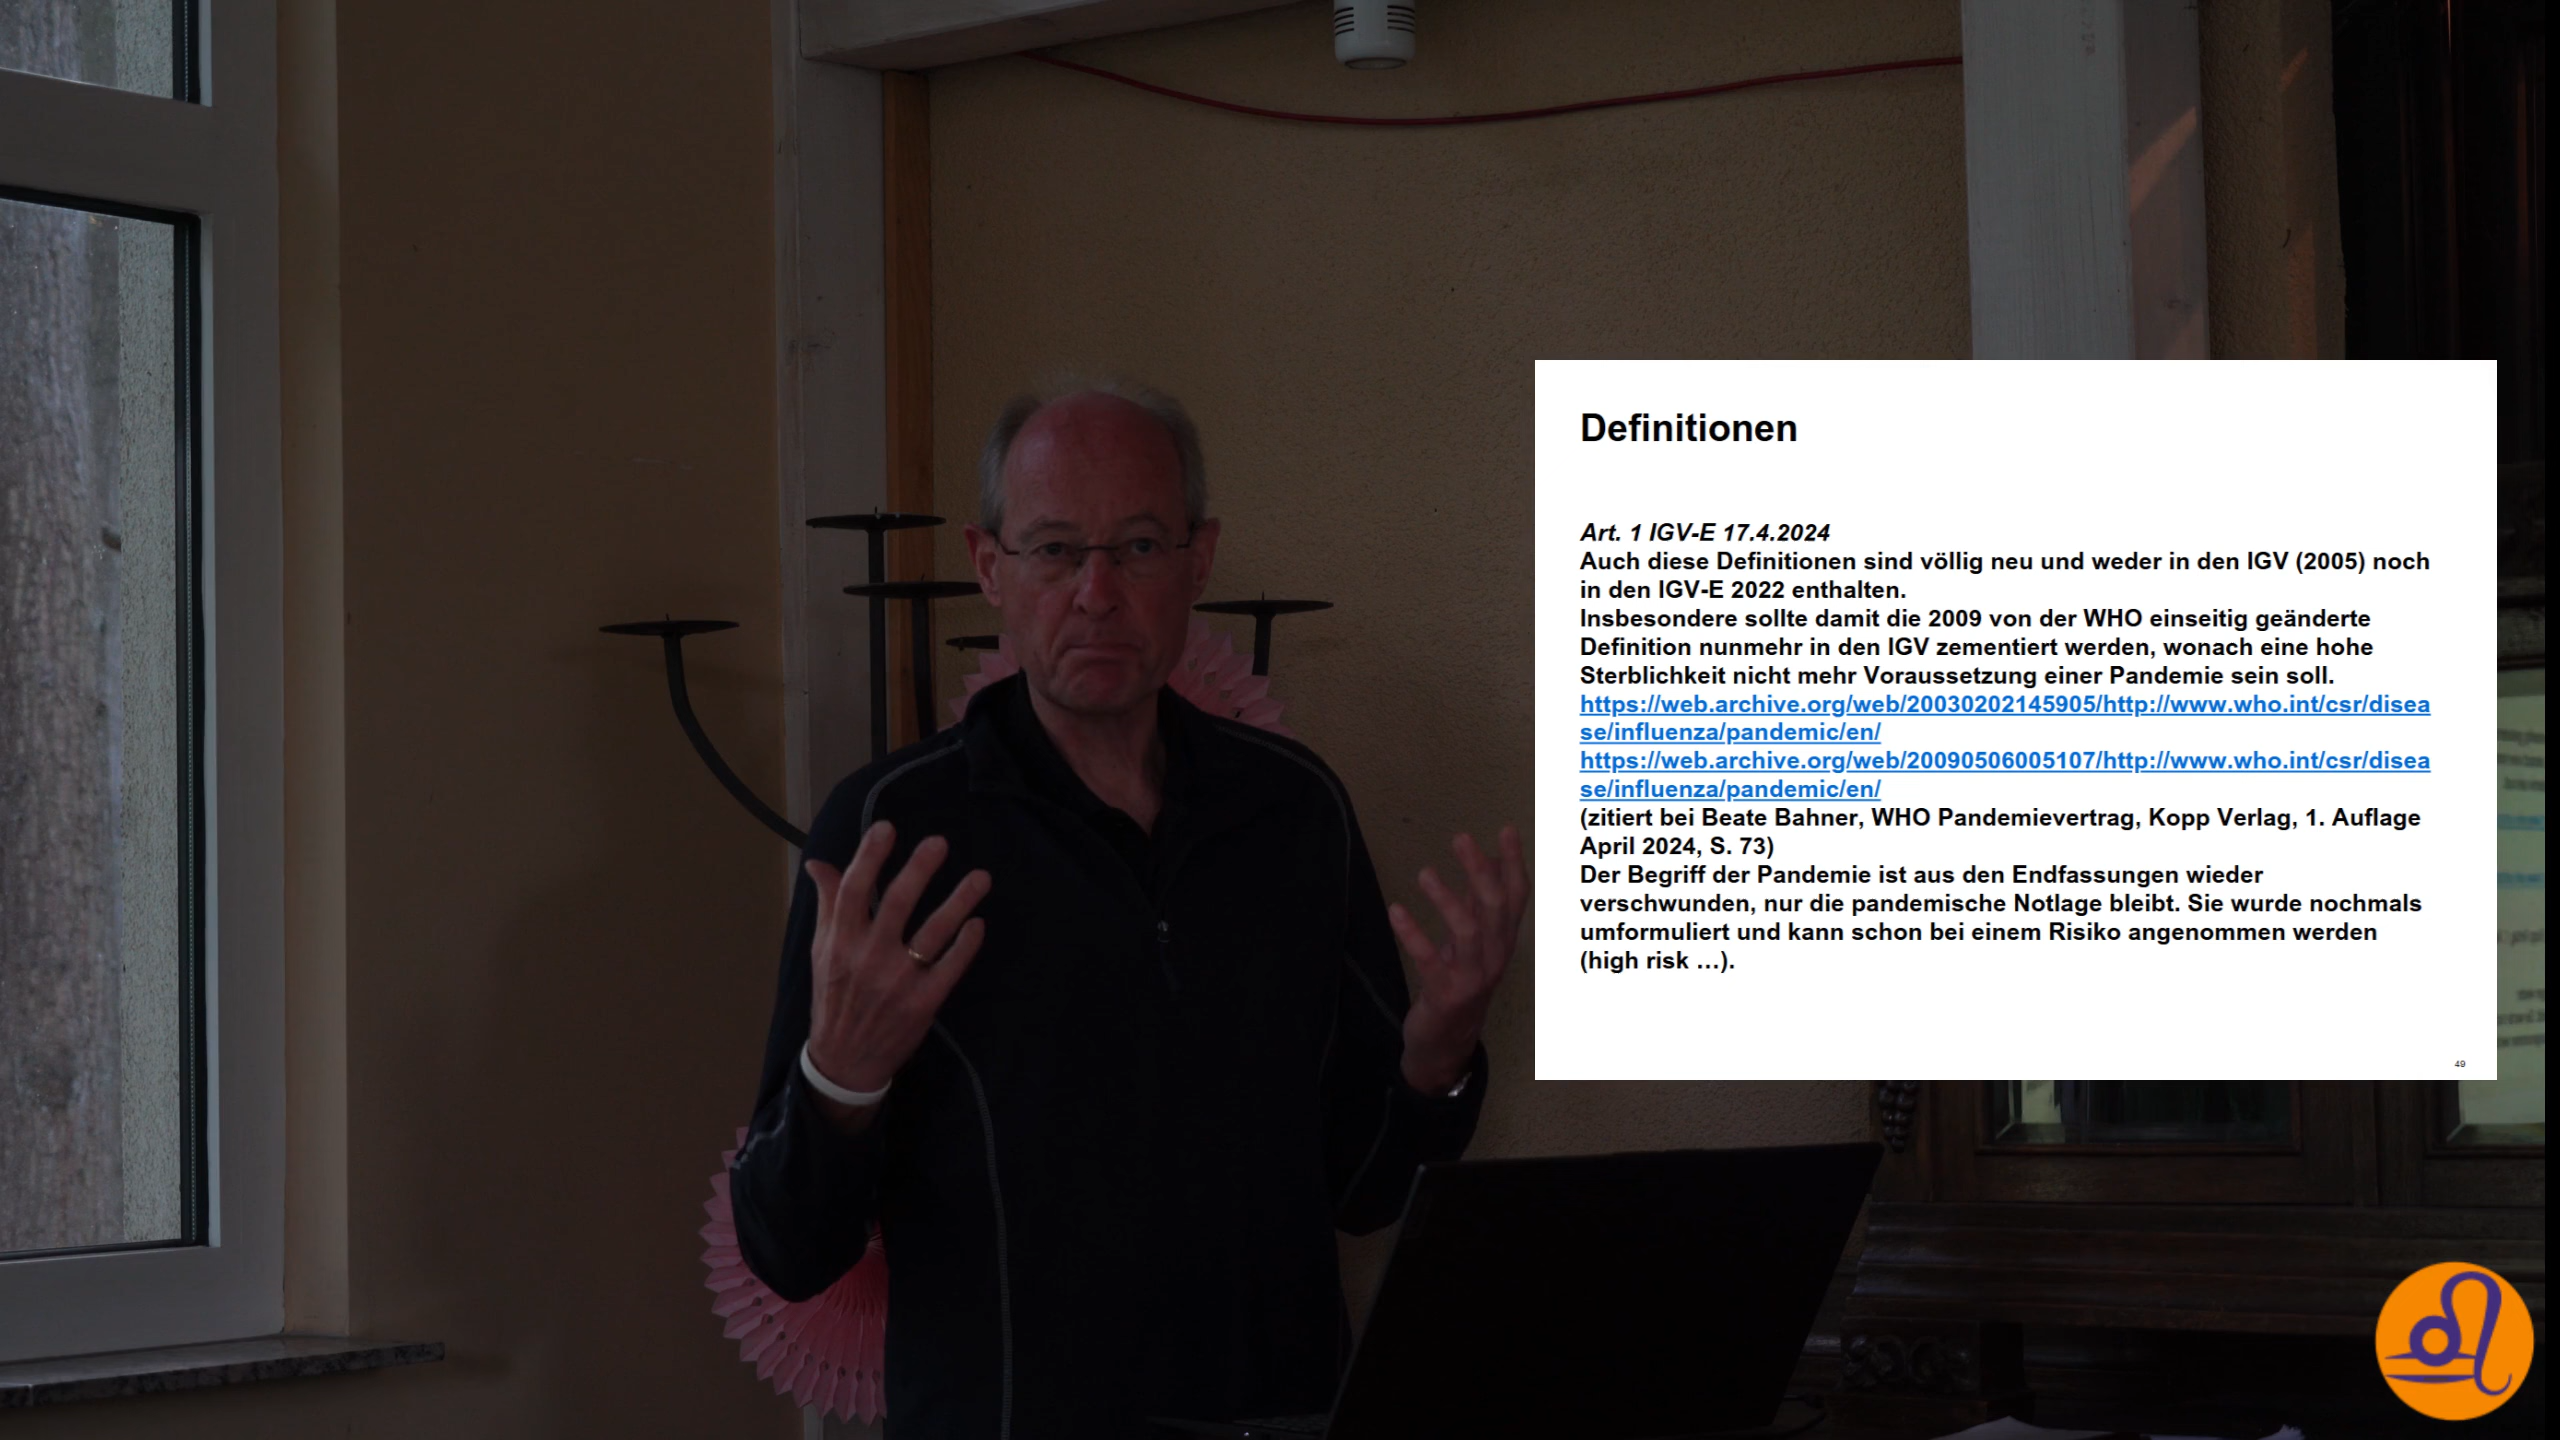 Definitionen
Art. 1 IGV-E 17.4.2024
Auch diese Definitionen sind völlig neu und weder in den IGV (2005) noch
in den IGV-E 2022 enthalten.
Insbesondere sollte damit die 2009 von der WHO einseitig geänderte
Definition nunmehr in den IGV zementiert werden, wonach eine hohe
Sterblichkeit nicht mehr Voraussetzung einer Pandemie sein soll.
https://web.archive.org/web/20030202145905/http://www.who.int/csr/disea
se/influenza/pandemic/en/
https://web.archive.org/web/20090506005107/http://www.who.int/csr/disea
se/influenza/pandemic/en/
(zitiert bei Beate Bahner, WHO Pandemievertrag, Kopp Verlag, 1. Auflage
April 2024, S. 73)
Der Begriff der Pandemie ist aus den Endfassungen wieder
verschwunden, nur die pandemische Notlage bleibt. Sie wurde nochmals
umformuliert und kann schon bei einem Risiko angenommen werden
(high risk …).
49